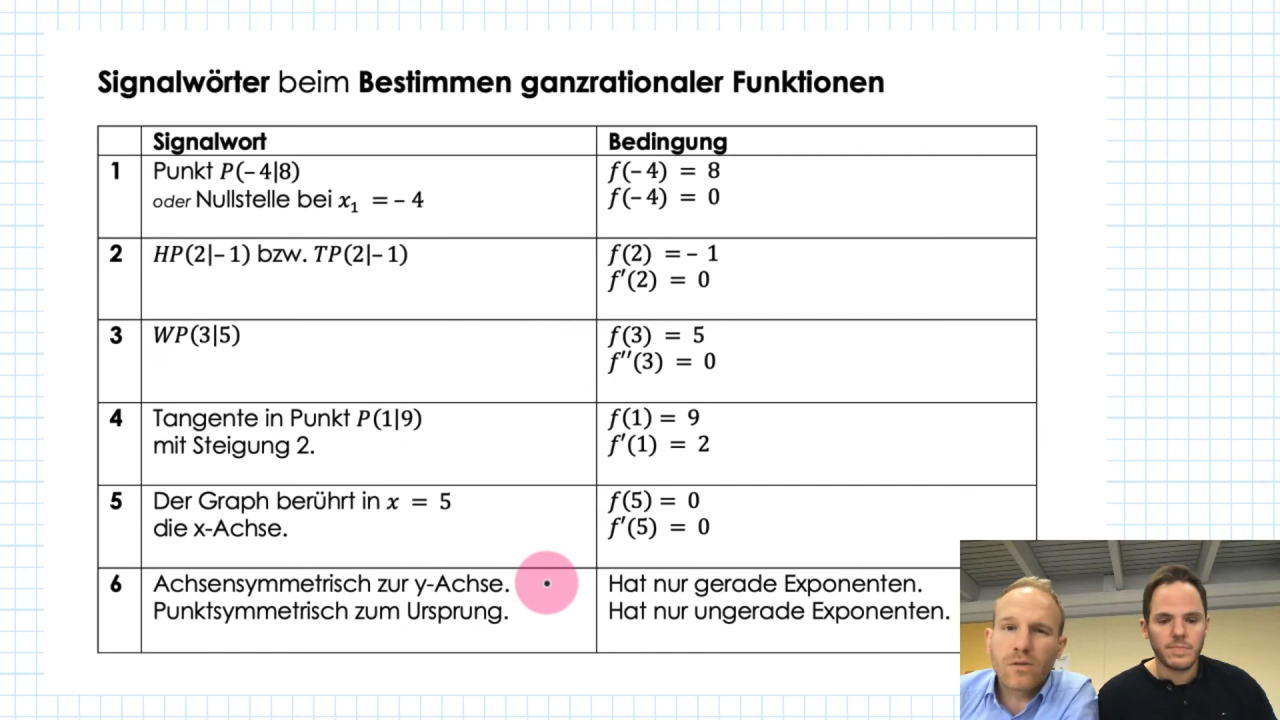 Signalwörter beim Bestimmen ganzrationaler Funktionen
Signalwort
Bedingung
1
Punkt P(–4|8)
oder Nullstelle bei x₁ = – 4
f(–4) = 8
f(–4) = 0
2
HP(2|–1) bzw. TP(2|–1)
f(2) = – 1
f′(2) = 0
3
WP(3|5)
f(3) = 5
f′′(3) = 0
4
Tangente in Punkt P(1|9)
mit Steigung 2.
f(1) = 9
f′(1) = 2
5
Der Graph berührt in x = 5
die x-Achse.
f(5) = 0
f′(5) = 0
6
Achsensymmetrisch zur y-Achse.
Punktsymmetrisch zum Ursprung.
Hat nur gerade Exponenten.
Hat nur ungerade Exponenten.